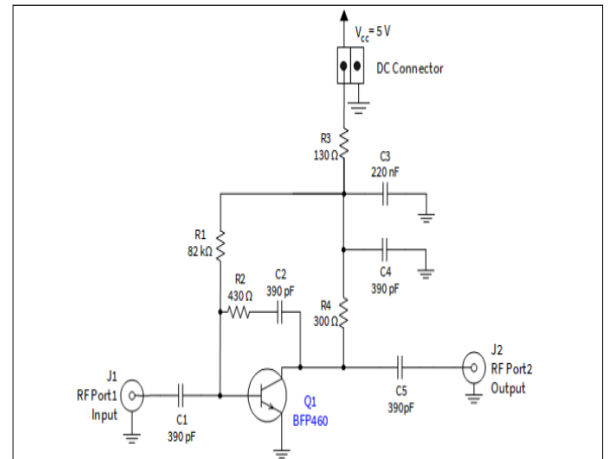 Vcc= 5 V
DC Connector
R3
130 Ω
C3
220 nF
R1
82 kΩ
R2
430 Ω
C2
390 pF
C4
390 pF
R4
300 Ω
J1
RF Port1
Input
C1
390 pF
Q1
BFP460
C5
390pF
J2
RF Port2
Output